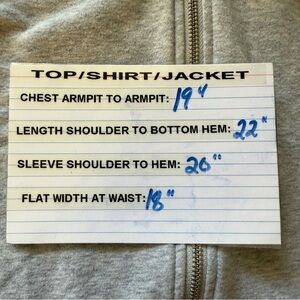 TOP/SHIRT/JACKET
CHEST ARMPIT TO ARMPIT: 19"
LENGTH SHOULDER TO BOTTOM HEM: 22"
SLEEVE SHOULDER TO HEM: 26"
FLAT WIDTH AT WAIST: 18"